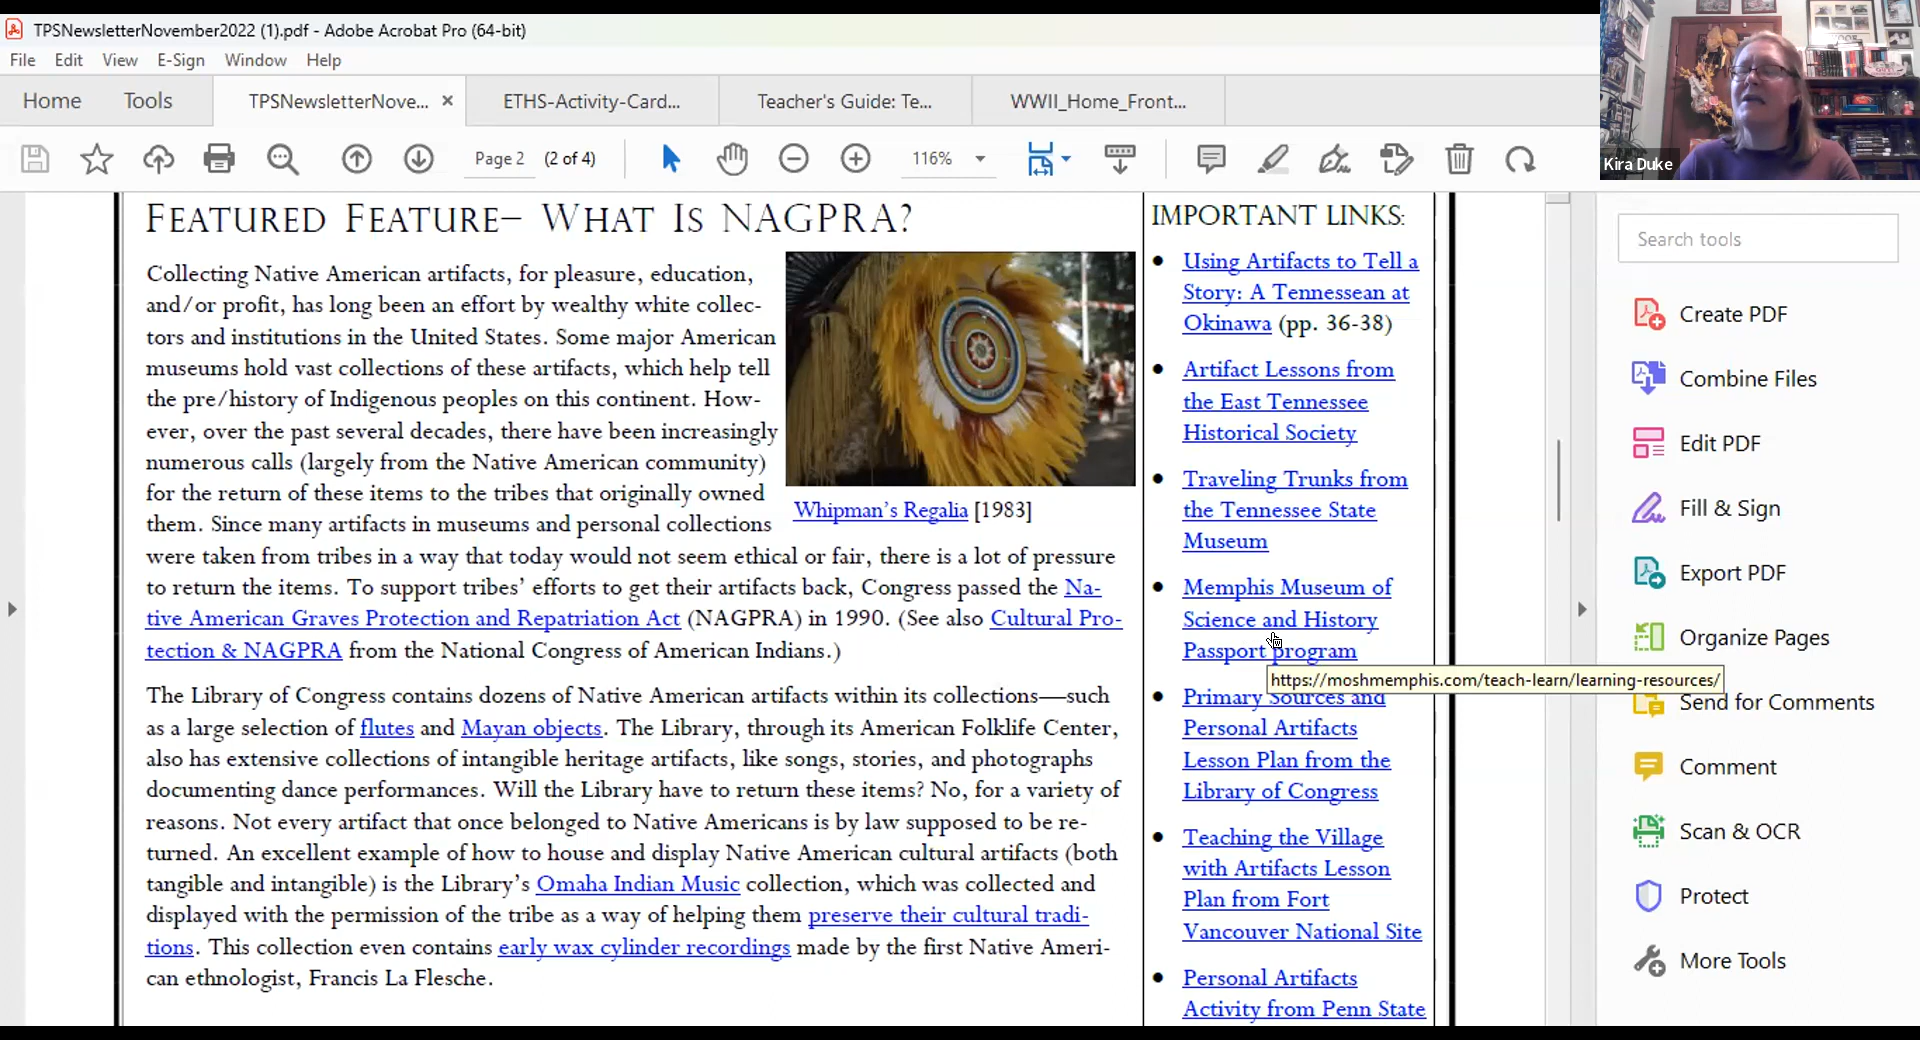 TPSNewsletterNovember2022 (1).pdf - Adobe Acrobat Pro (64-bit)
File Edit View E-Sign Window Help
Home Tools TPSNewsletterNove... ETHS-Activity-Card... Teacher's Guide: Te... WWII_Home_Front...
Page 2 (2 of 4) 116%
Kira Duke
FEATURED FEATURE– WHAT IS NAGPRA?
Collecting Native American artifacts, for pleasure, education,
and/or profit, has long been an effort by wealthy white collec-
tors and institutions in the United States. Some major American
museums hold vast collections of these artifacts, which help tell
the pre/history of Indigenous peoples on this continent. How-
ever, over the past several decades, there have been increasingly
numerous calls (largely from the Native American community)
for the return of these items to the tribes that originally owned
them. Since many artifacts in museums and personal collections
were taken from tribes in a way that today would not seem ethical or fair, there is a lot of pressure
to return the items. To support tribes' efforts to get their artifacts back, Congress passed the Na-
tive American Graves Protection and Repatriation Act (NAGPRA) in 1990. (See also Cultural Pro-
tection & NAGPRA from the National Congress of American Indians.)
Whipman's Regalia [1983]
The Library of Congress contains dozens of Native American artifacts within its collections—such
as a large selection of flutes and Mayan objects. The Library, through its American Folklife Center,
also has extensive collections of intangible heritage artifacts, like songs, stories, and photographs
documenting dance performances. Will the Library have to return these items? No, for a variety of
reasons. Not every artifact that once belonged to Native Americans is by law supposed to be re-
turned. An excellent example of how to house and display Native American cultural artifacts (both
tangible and intangible) is the Library's Omaha Indian Music collection, which was collected and
displayed with the permission of the tribe as a way of helping them preserve their cultural tradi-
tions. This collection even contains early wax cylinder recordings made by the first Native Ameri-
can ethnologist, Francis La Flesche.
IMPORTANT LINKS:
• Using Artifacts to Tell a
Story: A Tennessean at
Okinawa (pp. 36-38)
• Artifact Lessons from
the East Tennessee
Historical Society
• Traveling Trunks from
the Tennessee State
Museum
• Memphis Museum of
Science and History
Passport program
https://moshmemphis.com/teach-learn/learning-resources/
• Primary Sources and
Personal Artifacts
Lesson Plan from the
Library of Congress
• Teaching the Village
with Artifacts Lesson
Plan from Fort
Vancouver National Site
• Personal Artifacts
Activity from Penn State
Search tools
Create PDF
Combine Files
Edit PDF
Fill & Sign
Export PDF
Organize Pages
Send for Comments
Comment
Scan & OCR
Protect
More Tools